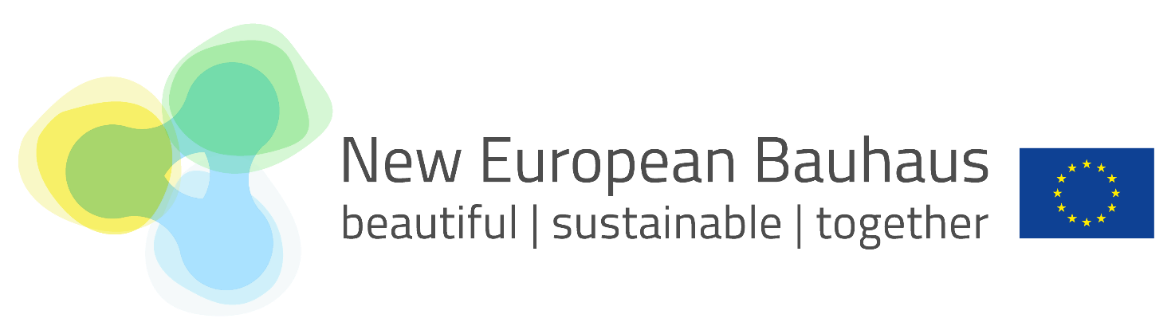 New European Bauhaus
beautiful | sustainable | together